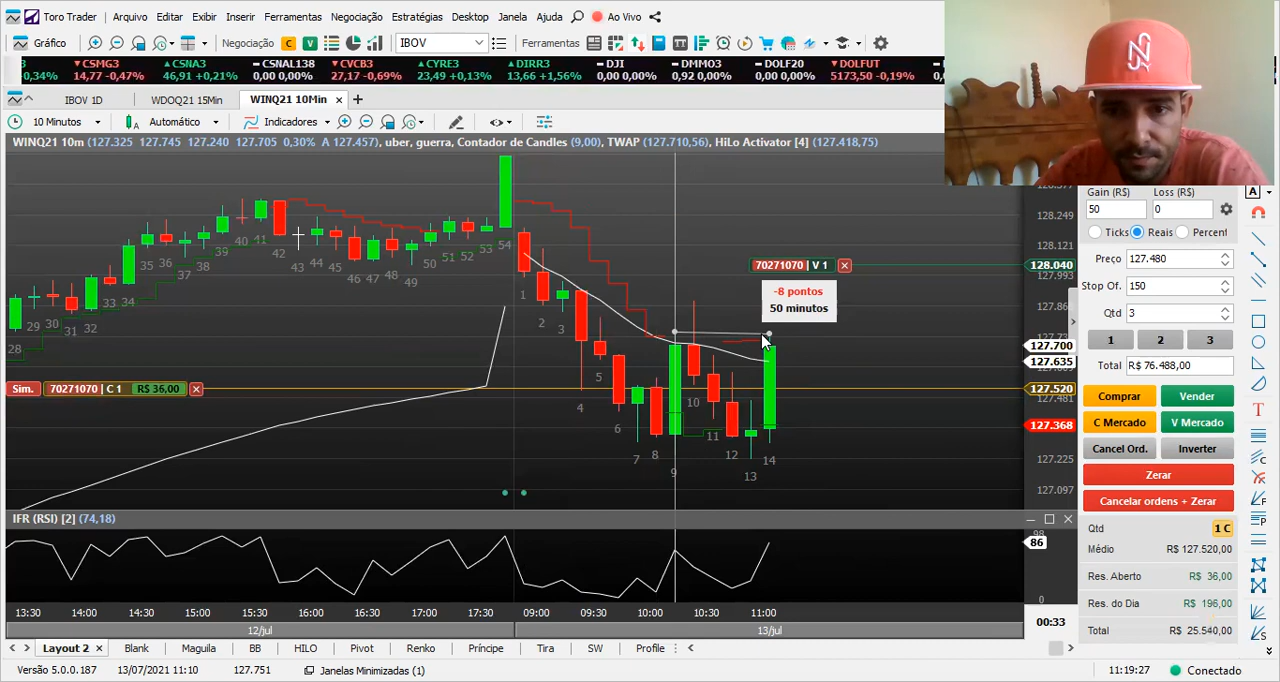 Toro Trader Arquivo Editar Exibir Inserir Ferramentas Negociação Estratégias Desktop Janela Ajuda Ao Vivo
Gráfico Negociação C V IBOV Ferramentas
CSMG3 CSNA3 CSNAL138 CVCB3 CYRE3 DIRR3 DJI DMMO3 DOLF20 DOLFUT
0,34% 14,77 -0,47% 46,91 +0,21% 0,00 0,00% 27,17 -0,69% 23,49 +0,13% 13,66 +1,56% 0,00 0,00% 0,92 0,00% 0,00 0,00% 5173,50 -0,19%
IBOV 1D WDOQ21 15Min WINQ21 10Min
10 Minutos Automático Indicadores
WINQ21 10m (127.325 127.745 127.240 127.705 0,30% A 127.457), uber, guerra, Contador de Candles (9,00), TWAP (127.710,56), HiLo Activator [4] (127.418,75)
28 29 30 31 32 33 34 35 36 37 38 39 40 41 42 43 44 45 46 47 48 49 50 51 52 53 54
1 2 3 4 5 6 7 8 9 10 11 12 13 14
70271070 V 1
-8 pontos
50 minutos
Sim. 70271070 C 1 R$ 36,00
128.249
128.121
128.040
127.993
127.700
127.635
127.520
127.481
127.368
127.225
127.097
IFR (RSI) [2] (74,18)
86
0
13:30 14:00 14:30 15:00 15:30 16:00 16:30 17:00 17:30 09:00 09:30 10:00 10:30 11:00
00:33
12/jul 13/jul
Layout 2 Blank Maguila BB HILO Pivot Renko Príncipe Tira SW Profile
Versão 5.0.0.187 13/07/2021 11:10 127.751 Janelas Minimizadas (1) 11:19:27 Conectado
Gain (R$) Loss (R$)
50 0
Ticks Reais Percent
Preço 127.480
Stop Of. 150
Qtd 3
1 2 3
Total R$ 76.488,00
Comprar Vender
C Mercado V Mercado
Cancel Ord. Inverter
Zerar
Cancelar ordens + Zerar
Qtd 1 C
Médio R$ 127.520,00
Res. Aberto R$ 36,00
Res. do Dia R$ 196,00
Total R$ 25.540,00